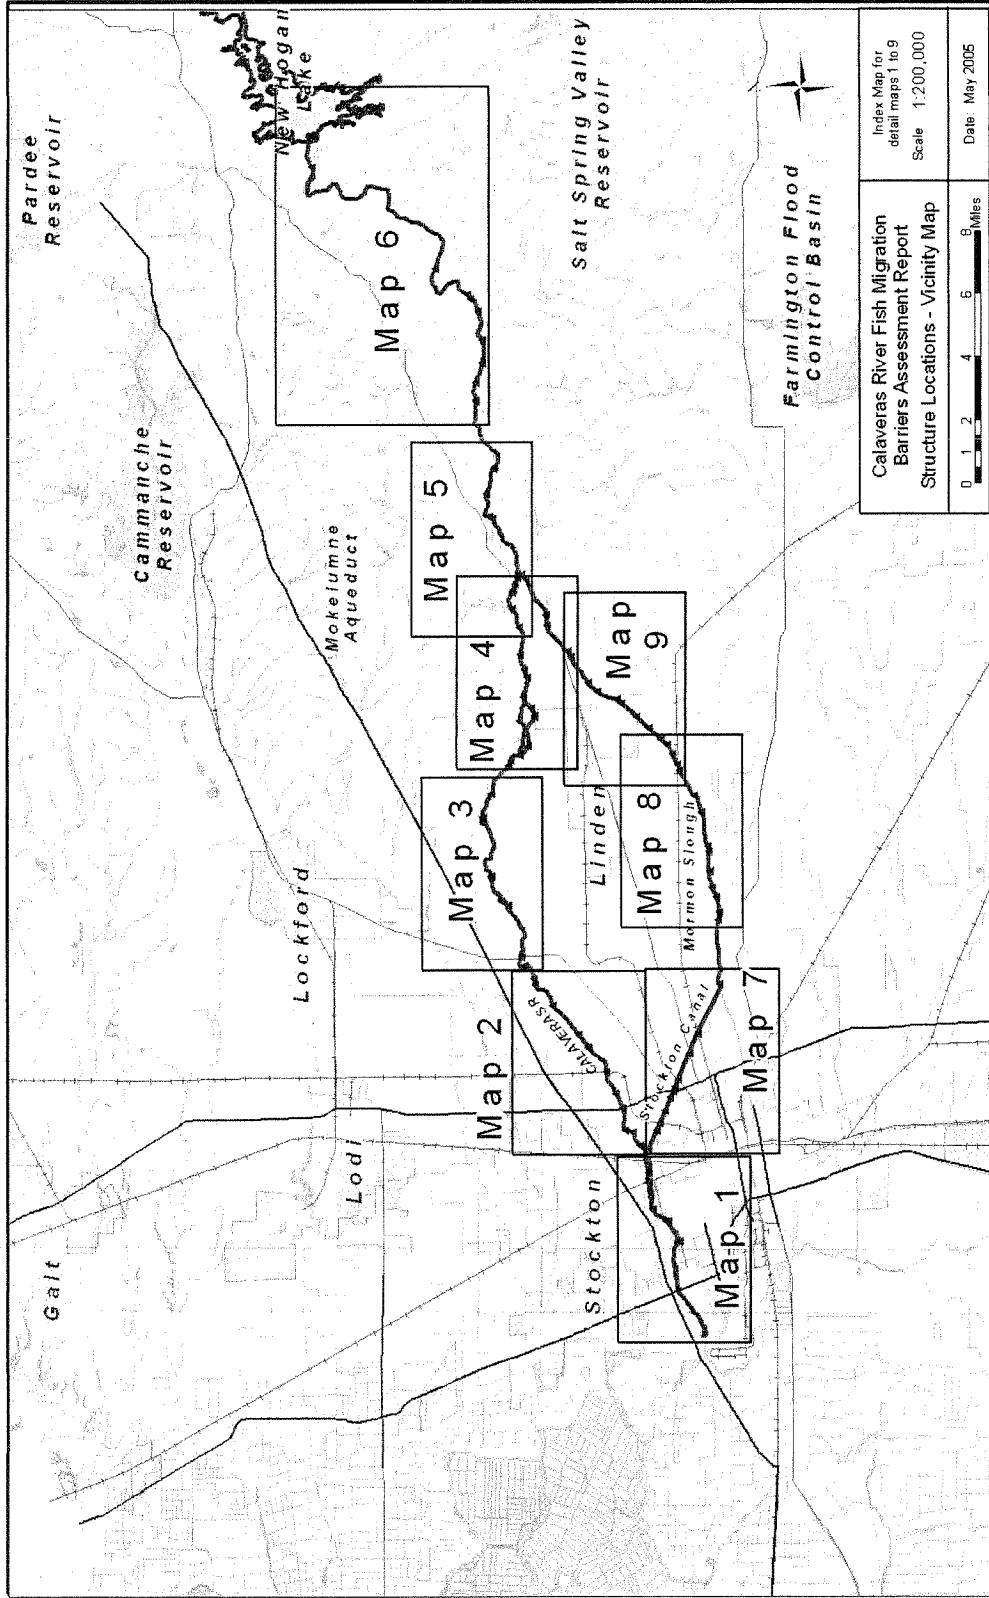 Pardee
Reservoir
New Hogan
Lake
Cammanche
Reservoir
Salt Spring Valley
Reservoir
Mokelumne
Aqueduct
Farmington Flood
Control Basin
Galt
Lodi
Lockford
Stockton
Linden
CALAVERAS R
Stockton Canal
Mormon Slough
Map 1
Map 2
Map 3
Map 4
Map 5
Map 6
Map 7
Map 8
Map
9
Calaveras River Fish Migration
Barriers Assessment Report
Structure Locations - Vicinity Map
0 1 2 4 6 8 Miles
Index Map for
detail maps 1 to 9
Scale 1:200,000
Date: May 2005